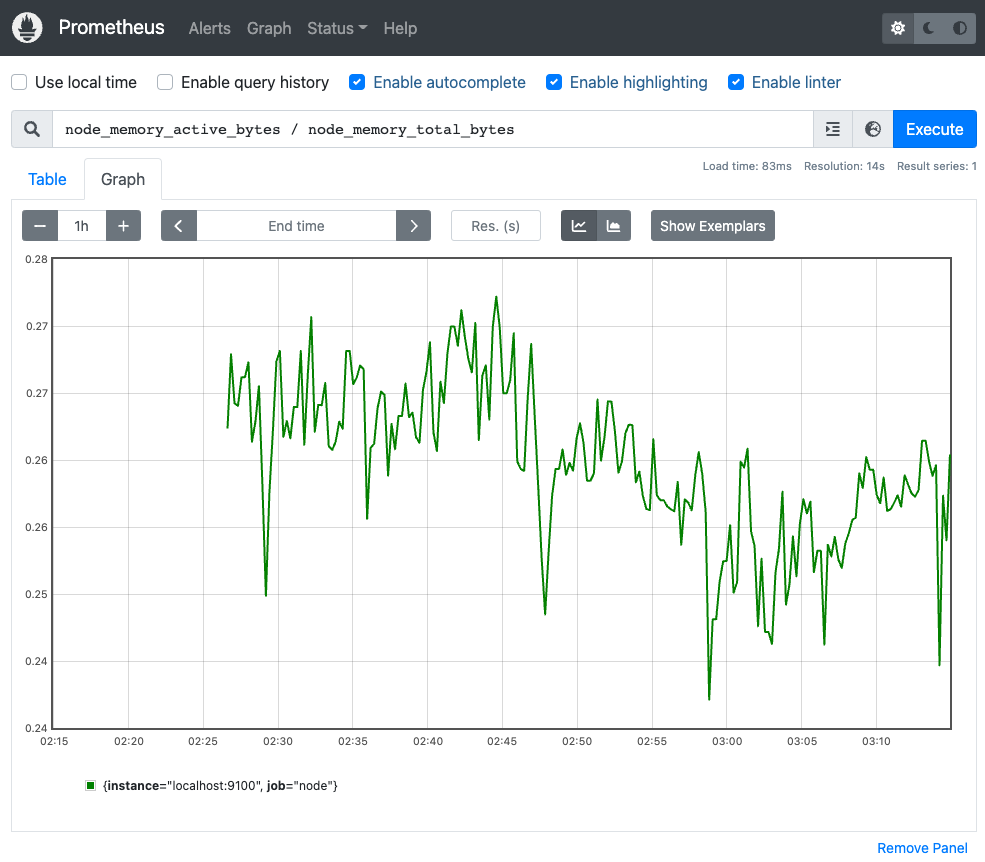 Prometheus Alerts Graph Status Help
Use local time Enable query history Enable autocomplete Enable highlighting Enable linter
node_memory_active_bytes / node_memory_total_bytes Execute
Load time: 83ms Resolution: 14s Result series: 1
Table Graph
1h End time Res. (s) Show Exemplars
0.28
0.27
0.27
0.26
0.26
0.25
0.24
0.24
02:15 02:20 02:25 02:30 02:35 02:40 02:45 02:50 02:55 03:00 03:05 03:10
{instance="localhost:9100", job="node"}
Remove Panel